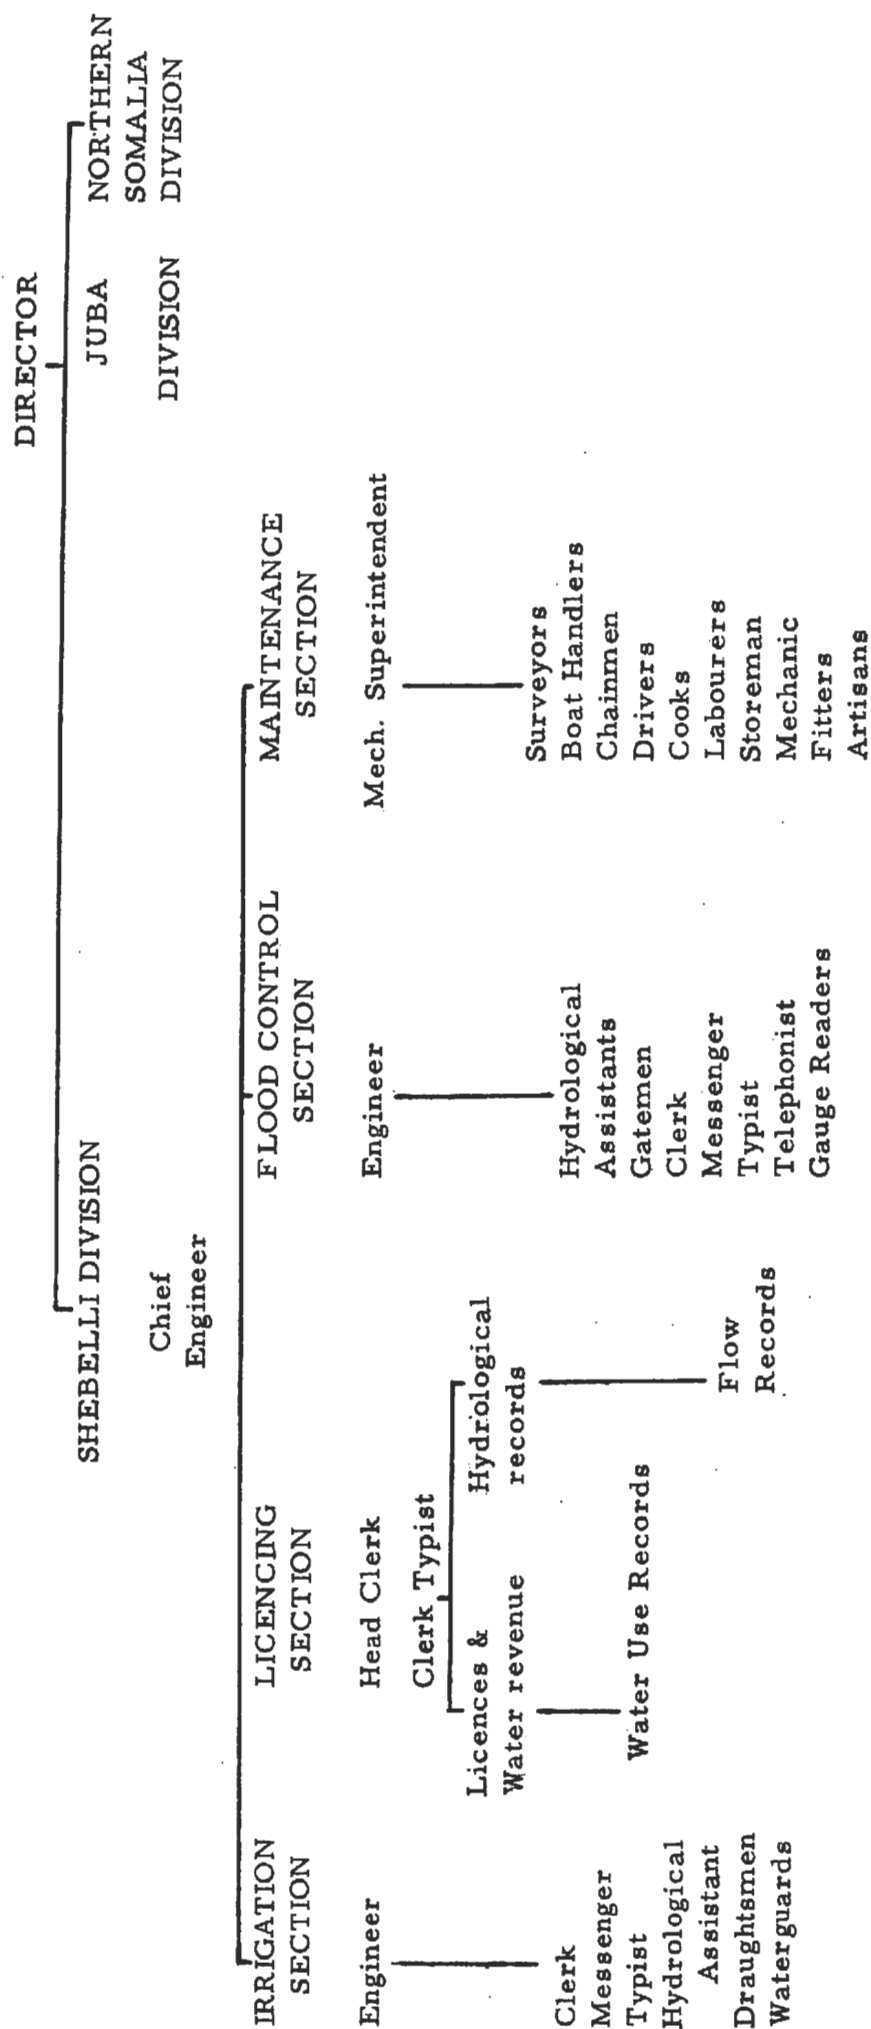 DIRECTOR
SHEBELLI DIVISION
JUBA
DIVISION
NORTHERN
SOMALIA
DIVISION
Chief
Engineer
IRRIGATION
SECTION
Engineer
Clerk
Messenger
Typist
Hydrological
Assistant
Draughtsmen
Waterguards
LICENCING
SECTION
Head Clerk
Clerk Typist
Licences &
Water revenue
Water Use Records
Hydrological
records
Flow
Records
FLOOD CONTROL
SECTION
Engineer
Hydrological
Assistants
Gatemen
Clerk
Messenger
Typist
Telephonist
Gauge Readers
MAINTENANCE
SECTION
Mech. Superintendent
Surveyors
Boat Handlers
Chainmen
Drivers
Cooks
Labourers
Storeman
Mechanic
Fitters
Artisans